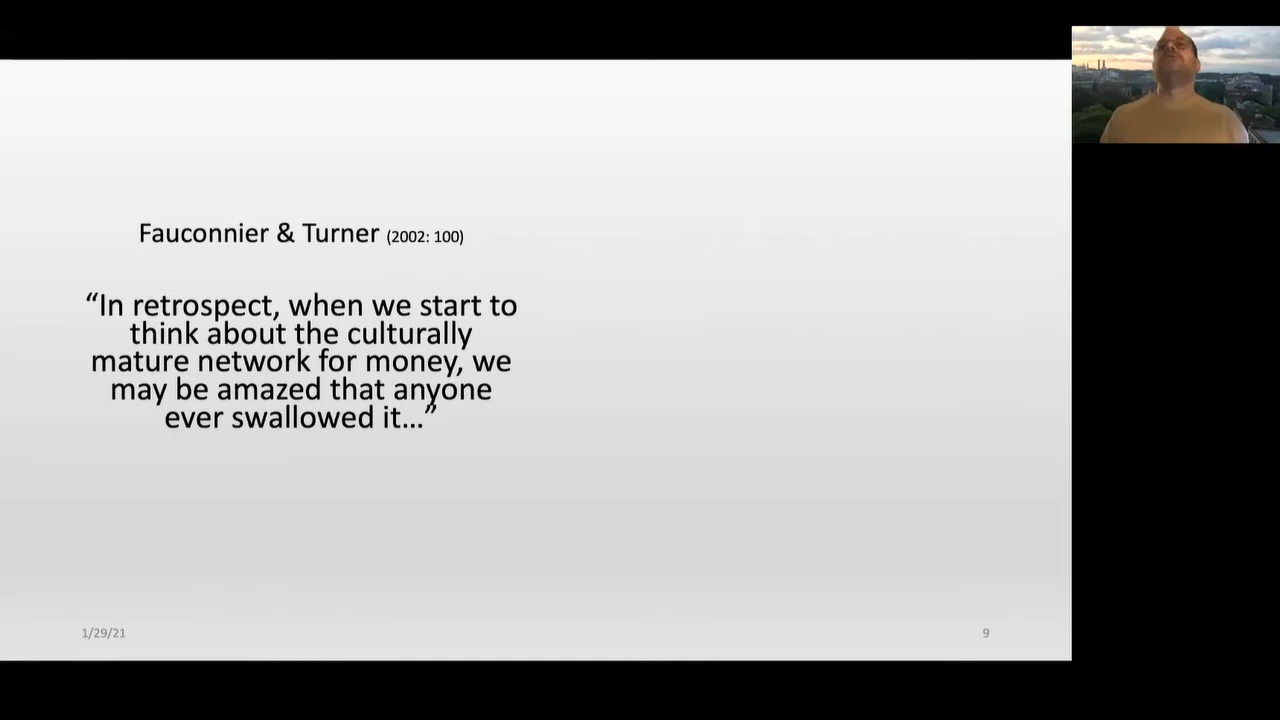 Fauconnier & Turner (2002: 100)
“In retrospect, when we start to
think about the culturally
mature network for money, we
may be amazed that anyone
ever swallowed it…”
1/29/21
9